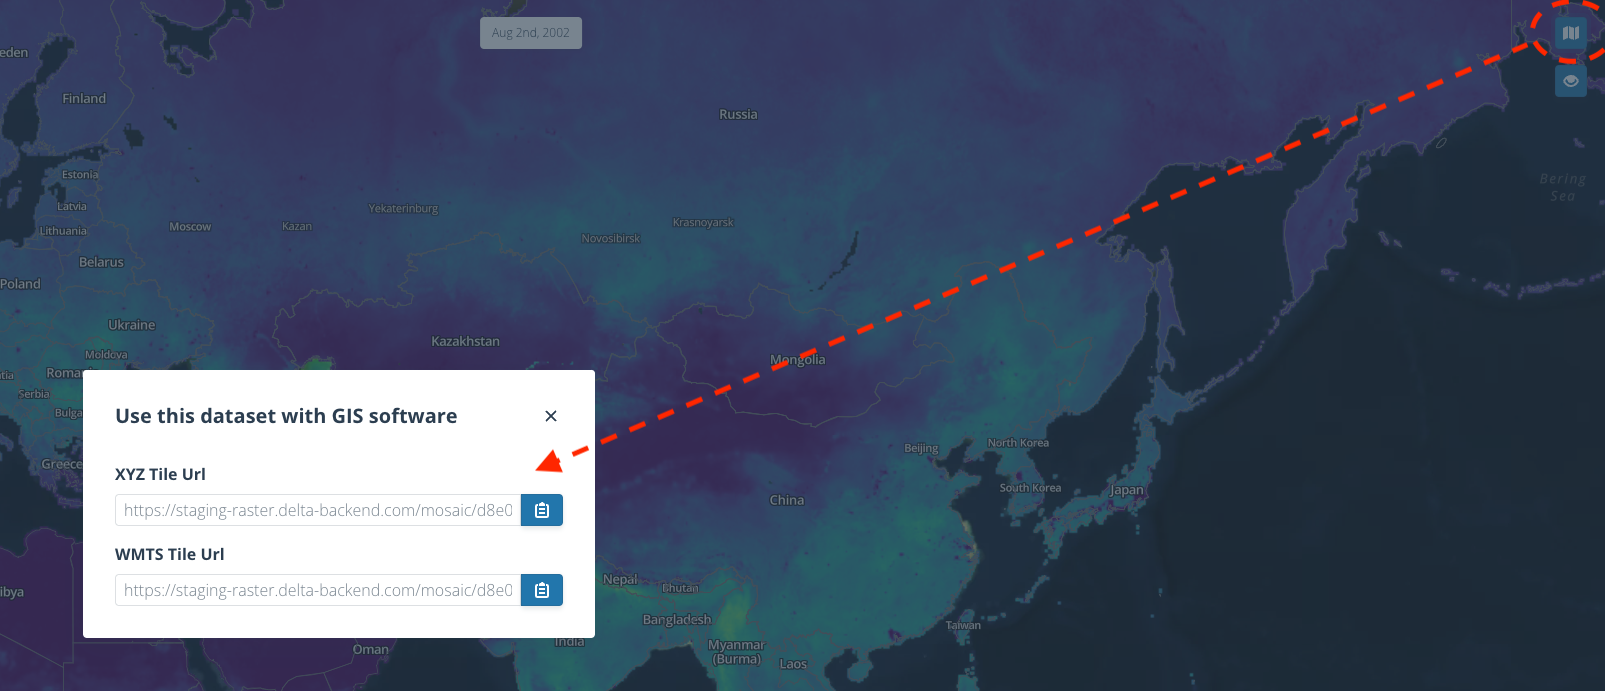 Aug 2nd, 2002
eden
Finland
Russia
Estonia
Bering
Sea
Latvia
Yekaterinburg
Lithuania
Moscow
Kazan
Krasnoyarsk
Novosibirsk
Belarus
Poland
Ukraine
Kazakhstan
Moldova
Mongolia
tia
Roma
Serbia
Bulga
Use this dataset with GIS software
North Korea
Beijing
Greece
XYZ Tile Url
South Korea
Japan
China
https://staging-raster.delta-backend.com/mosaic/d8e0
WMTS Tile Url
Nepal
Bhutan
ibya
https://staging-raster.delta-backend.com/mosaic/d8e0
Bangladesh
Taiwan
India
Myanmar
(Burma)
Oman
Laos